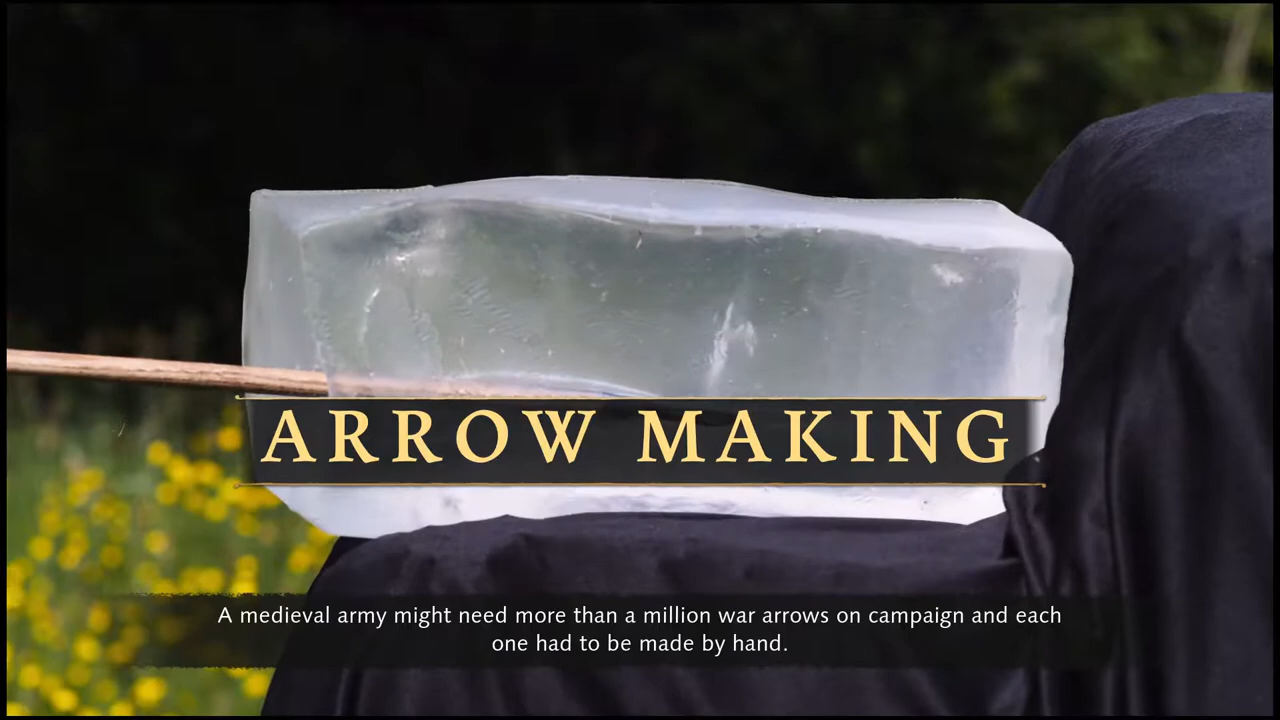 ARROW MAKING
A medieval army might need more than a million war arrows on campaign and each
one had to be made by hand.